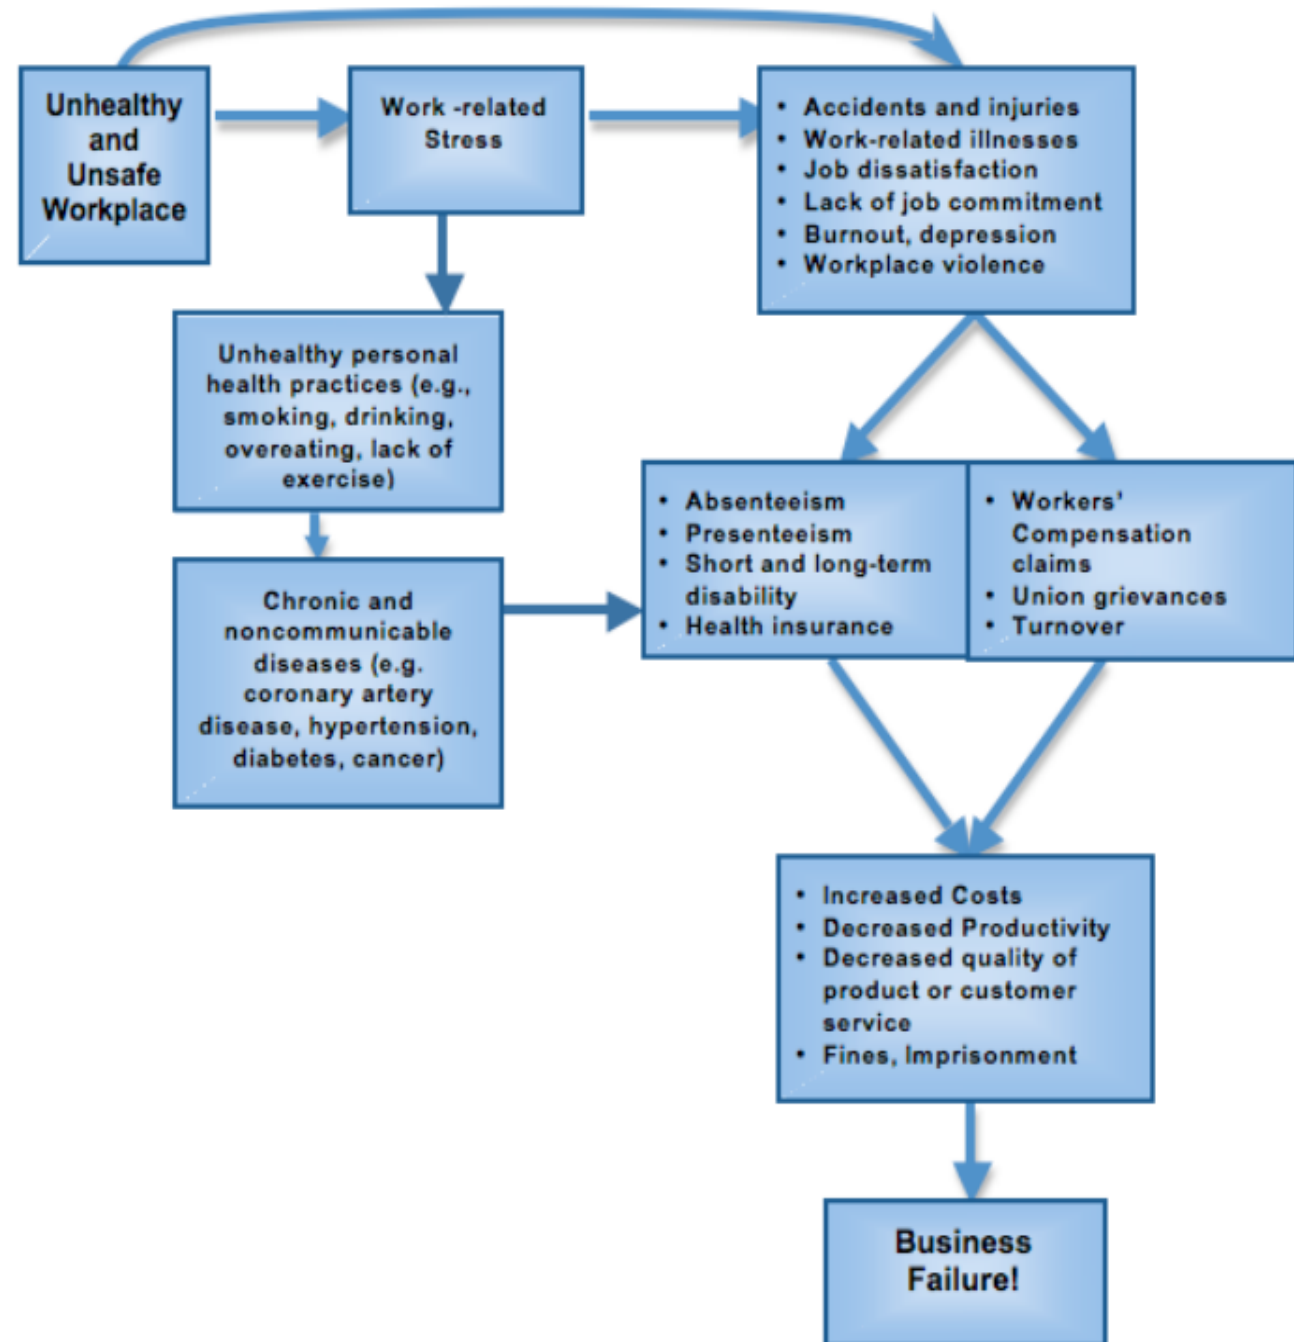 Unhealthy
and
Unsafe
Workplace
Work -related
Stress
• Accidents and injuries
• Work-related illnesses
• Job dissatisfaction
• Lack of job commitment
• Burnout, depression
• Workplace violence
Unhealthy personal
health practices (e.g.,
smoking, drinking,
overeating, lack of
exercise)
• Absenteeism
• Presenteeism
• Short and long-term
disability
• Health insurance
• Workers'
Compensation
claims
• Union grievances
• Turnover
Chronic and
noncommunicable
diseases (e.g.
coronary artery
disease, hypertension,
diabetes, cancer)
• Increased Costs
• Decreased Productivity
• Decreased quality of
product or customer
service
• Fines, Imprisonment
Business
Failure!